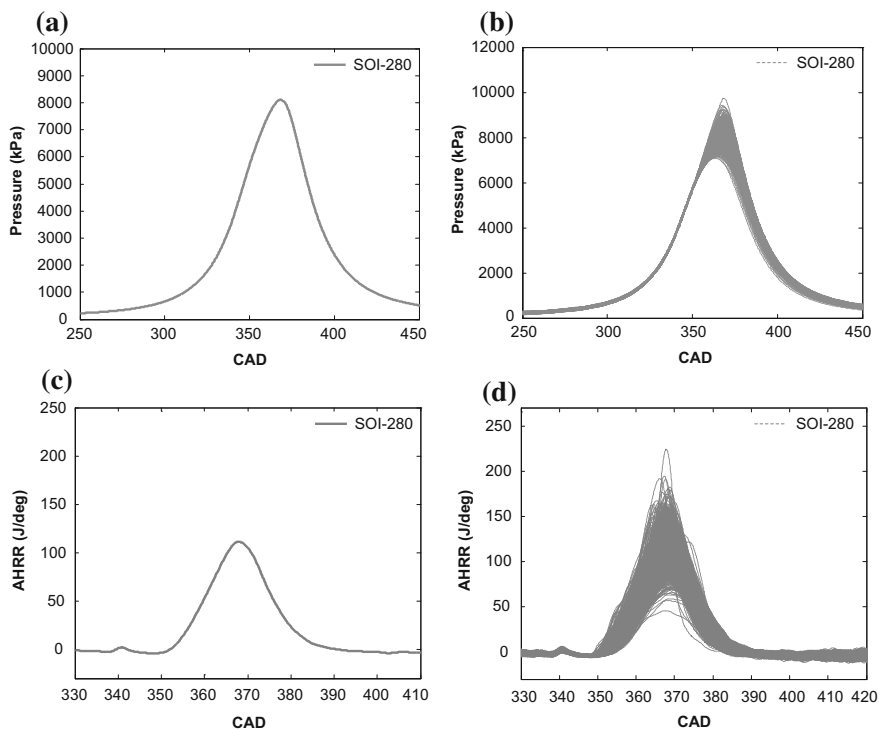 (a)
10000
9000
8000
7000
6000
5000
4000
3000
2000
1000
0
Pressure (kPa)
SOI-280
250 300 350 400 450
CAD
(b)
12000
10000
8000
6000
4000
2000
0
Pressure (kPa)
SOI-280
250 300 350 400 450
CAD
(c)
250
200
150
100
50
0
AHRR (J/deg)
SOI-280
330 340 350 360 370 380 390 400 410
CAD
(d)
250
200
150
100
50
0
AHRR (J/deg)
SOI-280
330 340 350 360 370 380 390 400 410 420
CAD